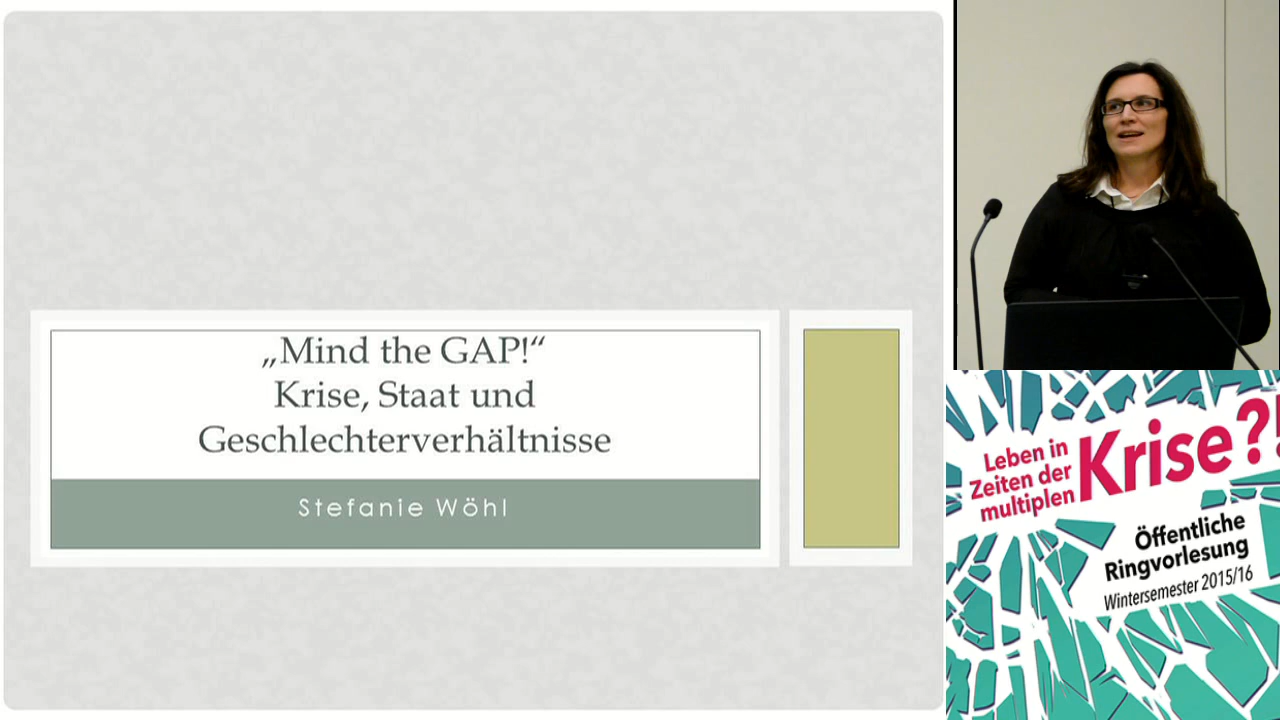 „Mind the GAP!“
Krise, Staat und
Geschlechterverhältnisse
Stefanie Wöhl
Leben in
Zeiten der
multiplen
Krise?!
Öffentliche
Ringvorlesung
Wintersemester 2015/16